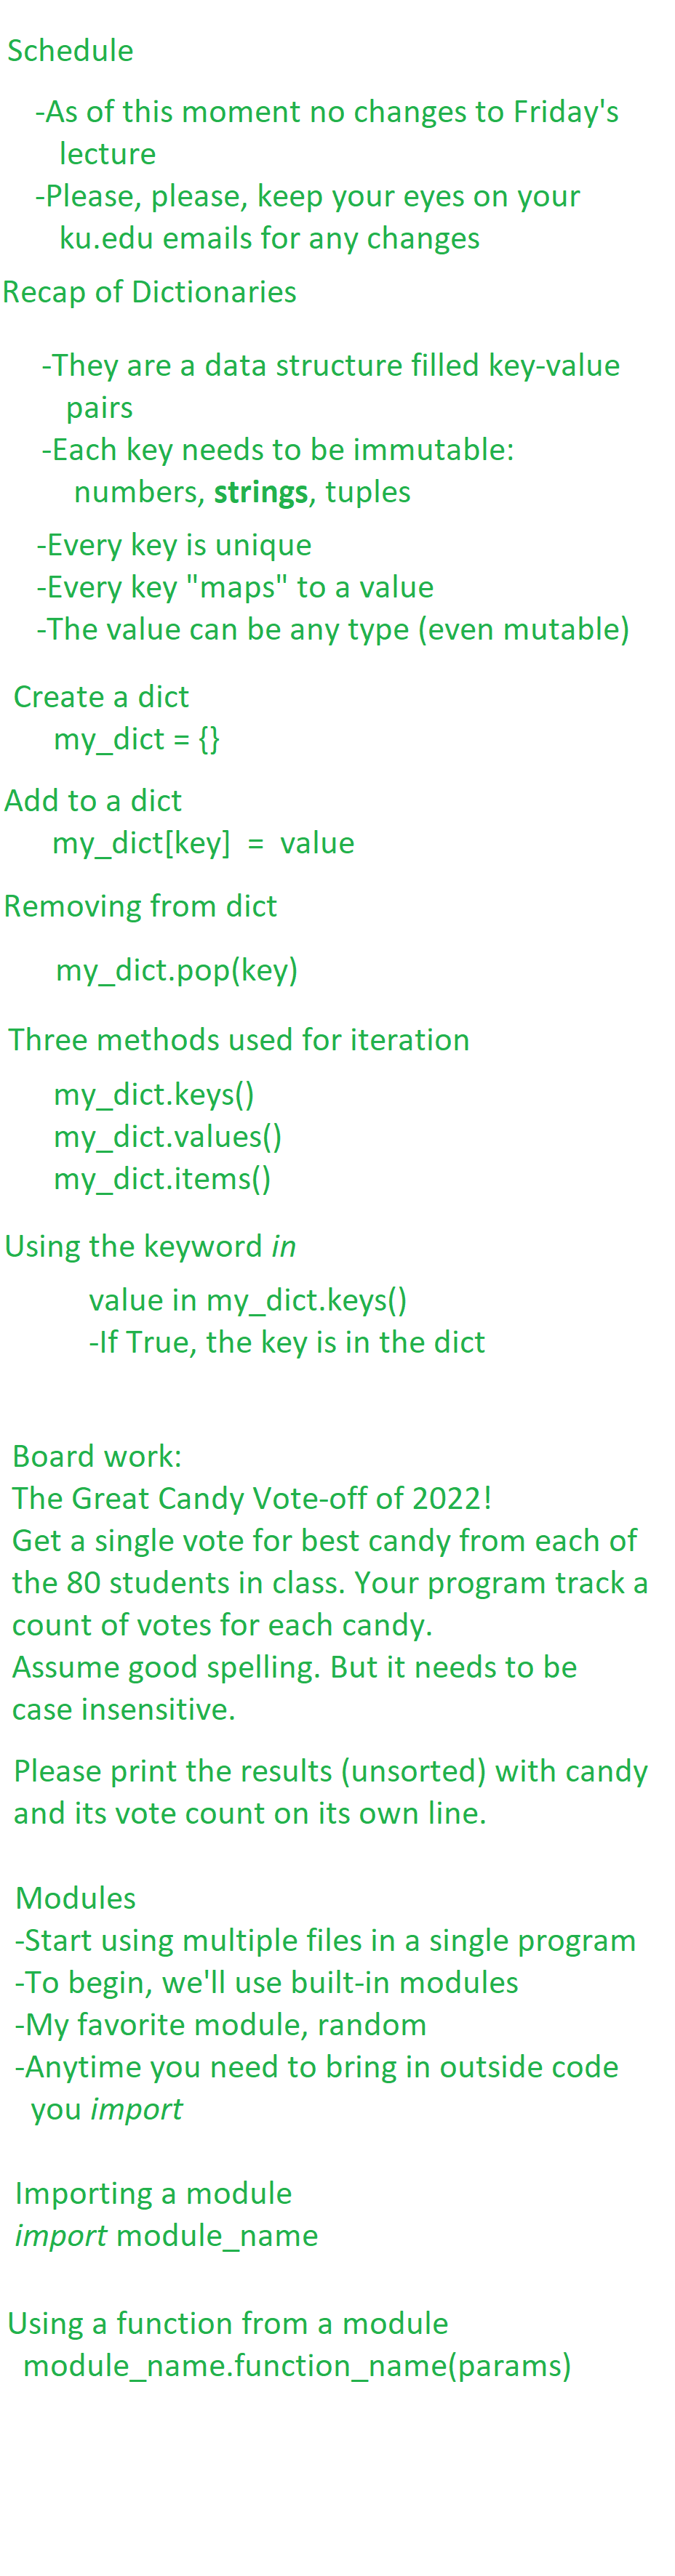 Schedule
-As of this moment no changes to Friday's
lecture
-Please, please, keep your eyes on your
ku.edu emails for any changes
Recap of Dictionaries
-They are a data structure filled key-value
pairs
-Each key needs to be immutable:
numbers, strings, tuples
-Every key is unique
-Every key "maps" to a value
-The value can be any type (even mutable)
Create a dict
my_dict = {}
Add to a dict
my_dict[key] = value
Removing from dict
my_dict.pop(key)
Three methods used for iteration
my_dict.keys()
my_dict.values()
my_dict.items()
Using the keyword in
value in my_dict.keys()
-If True, the key is in the dict
Board work:
The Great Candy Vote-off of 2022!
Get a single vote for best candy from each of
the 80 students in class. Your program track a
count of votes for each candy.
Assume good spelling. But it needs to be
case insensitive.
Please print the results (unsorted) with candy
and its vote count on its own line.
Modules
-Start using multiple files in a single program
-To begin, we'll use built-in modules
-My favorite module, random
-Anytime you need to bring in outside code
you import
Importing a module
import module_name
Using a function from a module
module_name.function_name(params)